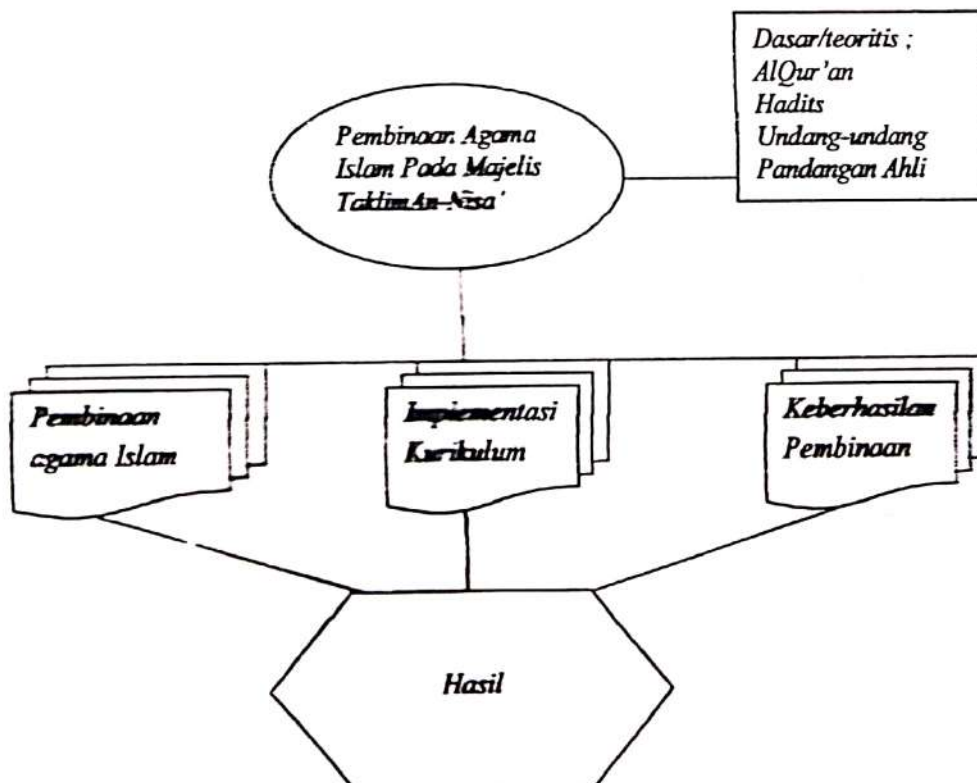 Dasar/teoritis ;
AlQur'an
Hadits
Undang-undang
Pandangan Ahli
Pembinaan Agama
Islam Pada Majelis
Taklim An-Nisa'
Pembinaan
agama Islam
Implementasi
Kurikulum
Keberhasilan
Pembinaan
Hasil